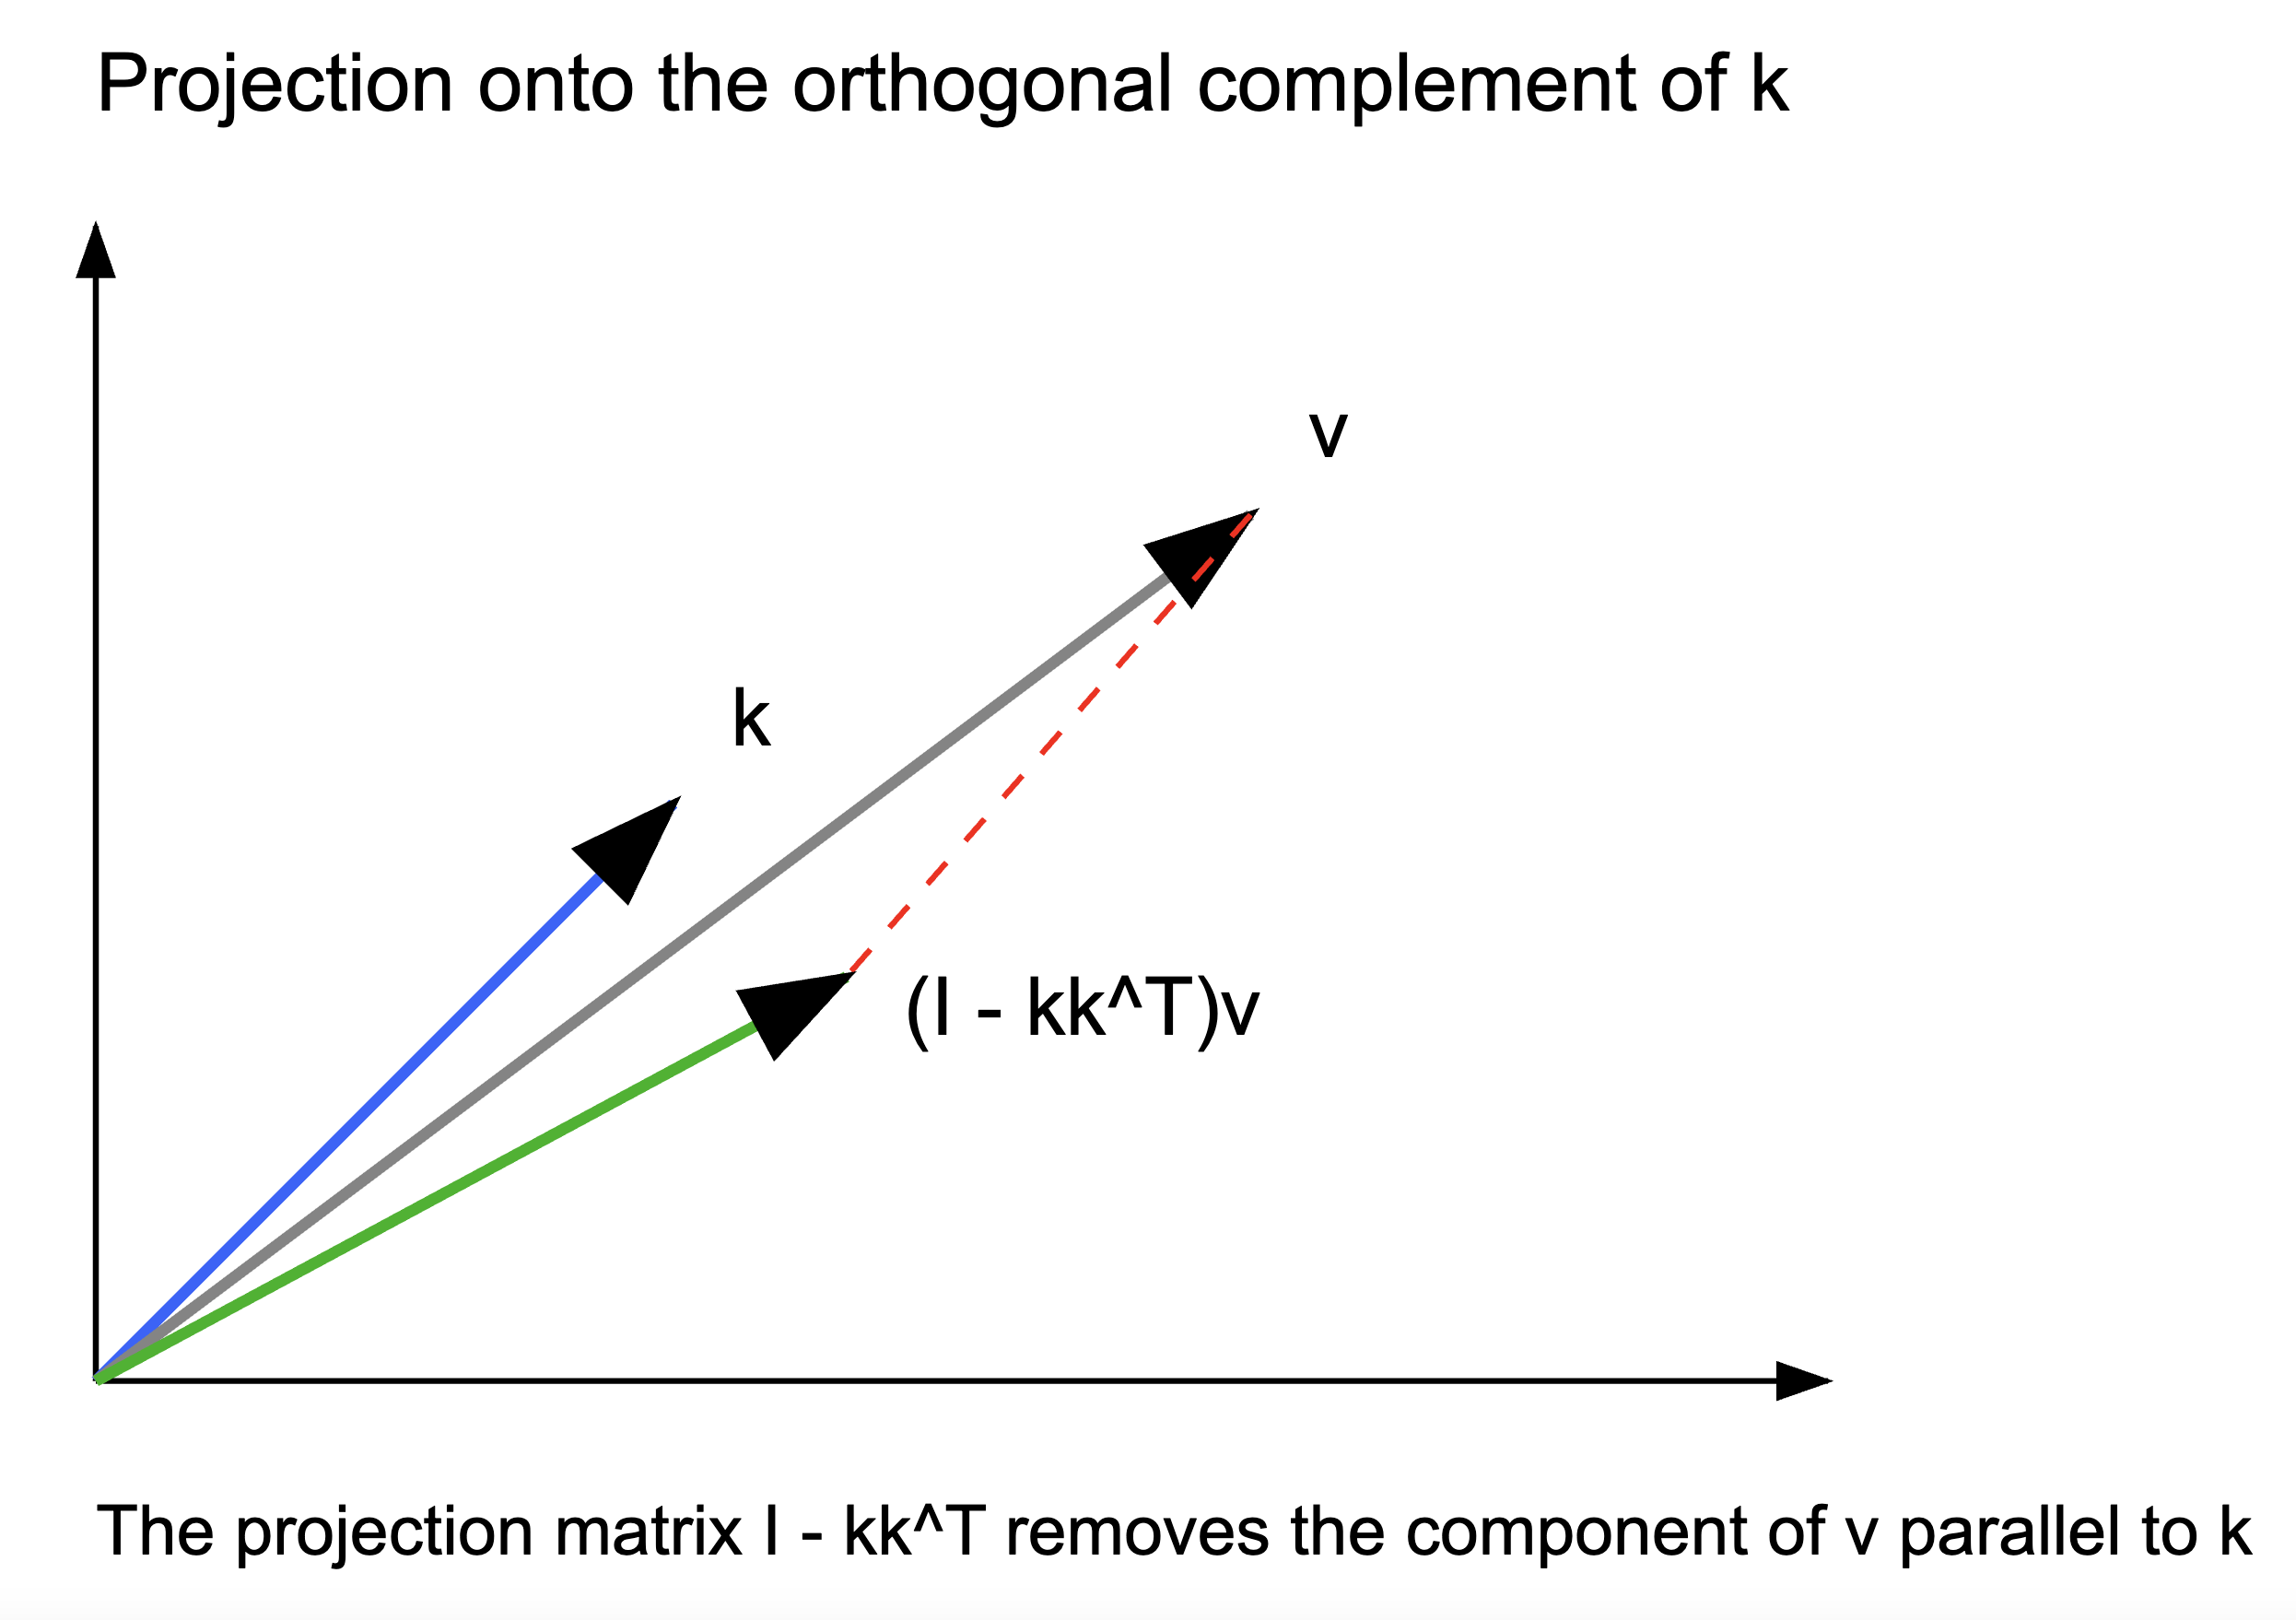 Projection onto the orthogonal complement of k
v
k
(I - kk^T)v
The projection matrix I - kk^T removes the component of v parallel to k